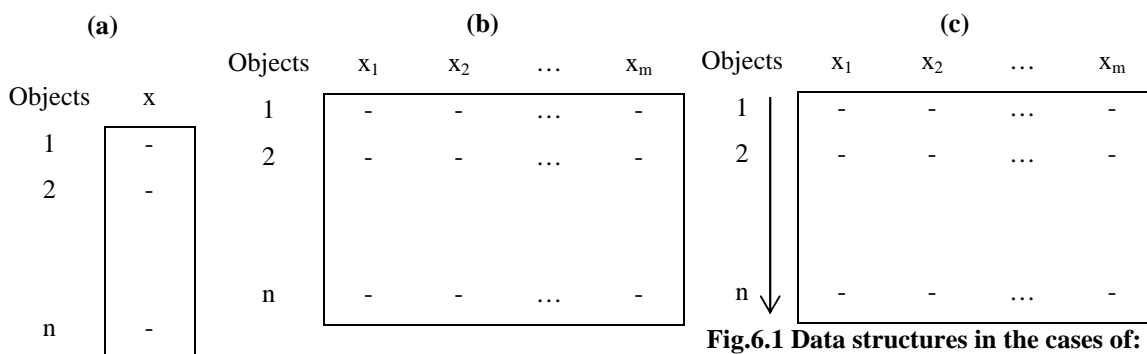 (a)
Objects x
1 -
2 -
n -
(b)
Objects x₁ x₂ … xₘ
1 - - … -
2 - - … -
n - - … -
(c)
Objects x₁ x₂ … xₘ
1 - - … -
2 - - … -
n - - … -
Fig.6.1 Data structures in the cases of: